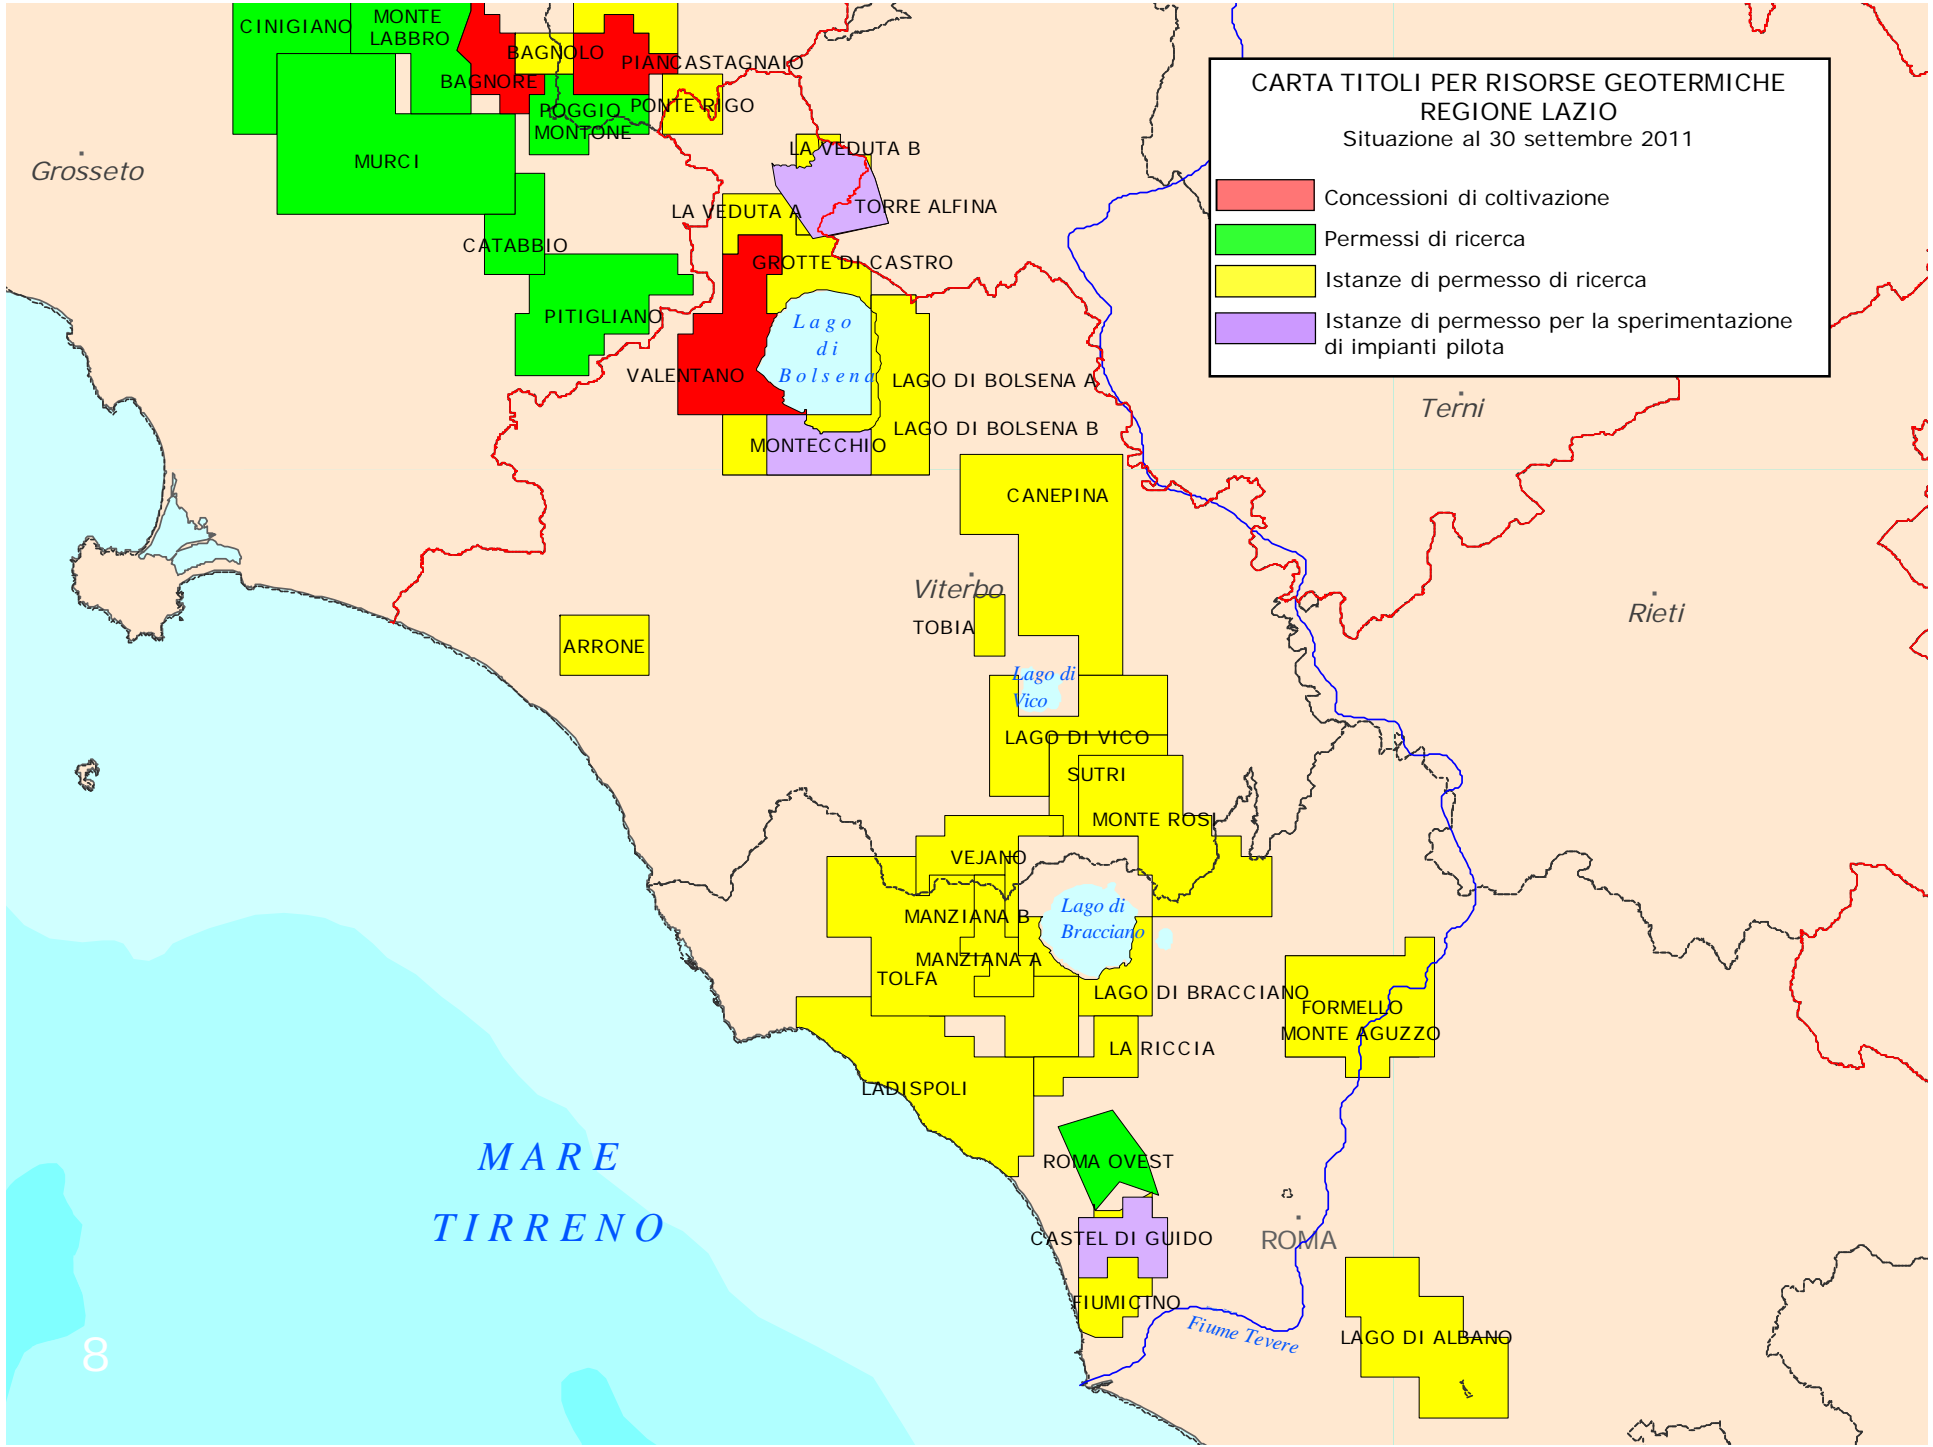 CINIGIANO
MONTE
LABBRO
BAGNOLO
BAGNORE
PIANCASTAGNAIO
POGGIO
MONTONE
PONTE RIGO
MURCI
Grosseto
LA VEDUTA B
LA VEDUTA A
TORRE ALFINA
CATABBIO
GROTTE DI CASTRO
PITIGLIANO
Lago
di
Bolsena
VALENTANO
LAGO DI BOLSENA A
LAGO DI BOLSENA B
MONTECCHIO
CARTA TITOLI PER RISORSE GEOTERMICHE
REGIONE LAZIO
Situazione al 30 settembre 2011
Concessioni di coltivazione
Permessi di ricerca
Istanze di permesso di ricerca
Istanze di permesso per la sperimentazione
di impianti pilota
Terni
CANEPINA
Viterbo
TOBIA
Rieti
ARRONE
Lago di
Vico
LAGO DI VICO
SUTRI
MONTE ROSI
VEJANO
MANZIANA B
Lago di
Bracciano
MANZIANA A
TOLFA
LAGO DI BRACCIANO
FORMELLO
MONTE AGUZZO
LA RICCIA
LADISPOLI
MARE
TIRRENO
ROMA OVEST
CASTEL DI GUIDO
ROMA
FIUMICINO
Fiume Tevere
LAGO DI ALBANO
8